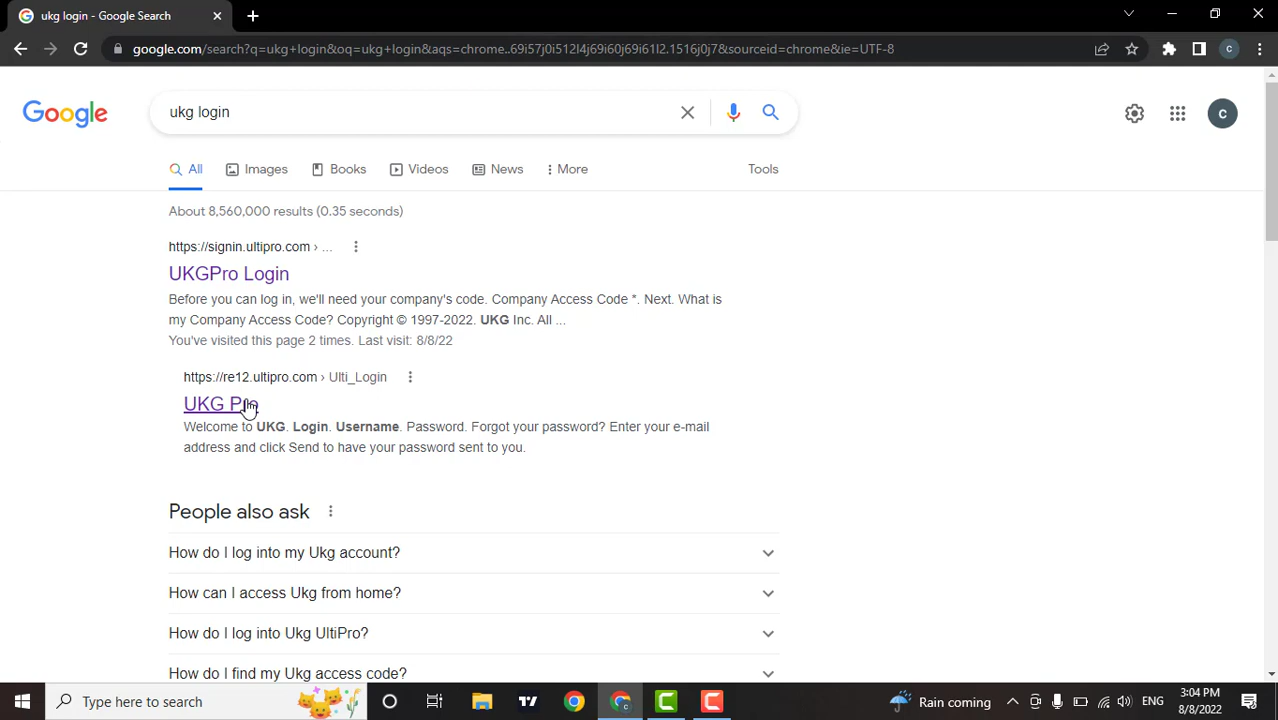 ukg login - Google Search
google.com/search?q=ukg+login&oq=ukg+login&aqs=chrome..69i57j0i512l4j69i60j69i61l2.1516j0j7&sourceid=chrome&ie=UTF-8
c
Google
ukg login
c
All
Images
Books
Videos
News
More
Tools
About 8,560,000 results (0.35 seconds)
https://signin.ultipro.com › ...
UKGPro Login
Before you can log in, we'll need your company's code. Company Access Code *. Next. What is
my Company Access Code? Copyright © 1997-2022. UKG Inc. All ...
You've visited this page 2 times. Last visit: 8/8/22
https://re12.ultipro.com › Ulti_Login
UKG Pro
Welcome to UKG. Login. Username. Password. Forgot your password? Enter your e-mail
address and click Send to have your password sent to you.
People also ask
How do I log into my Ukg account?
How can I access Ukg from home?
How do I log into Ukg UltiPro?
How do I find my Ukg access code?
Type here to search
Rain coming
ENG
3:04 PM
8/8/2022